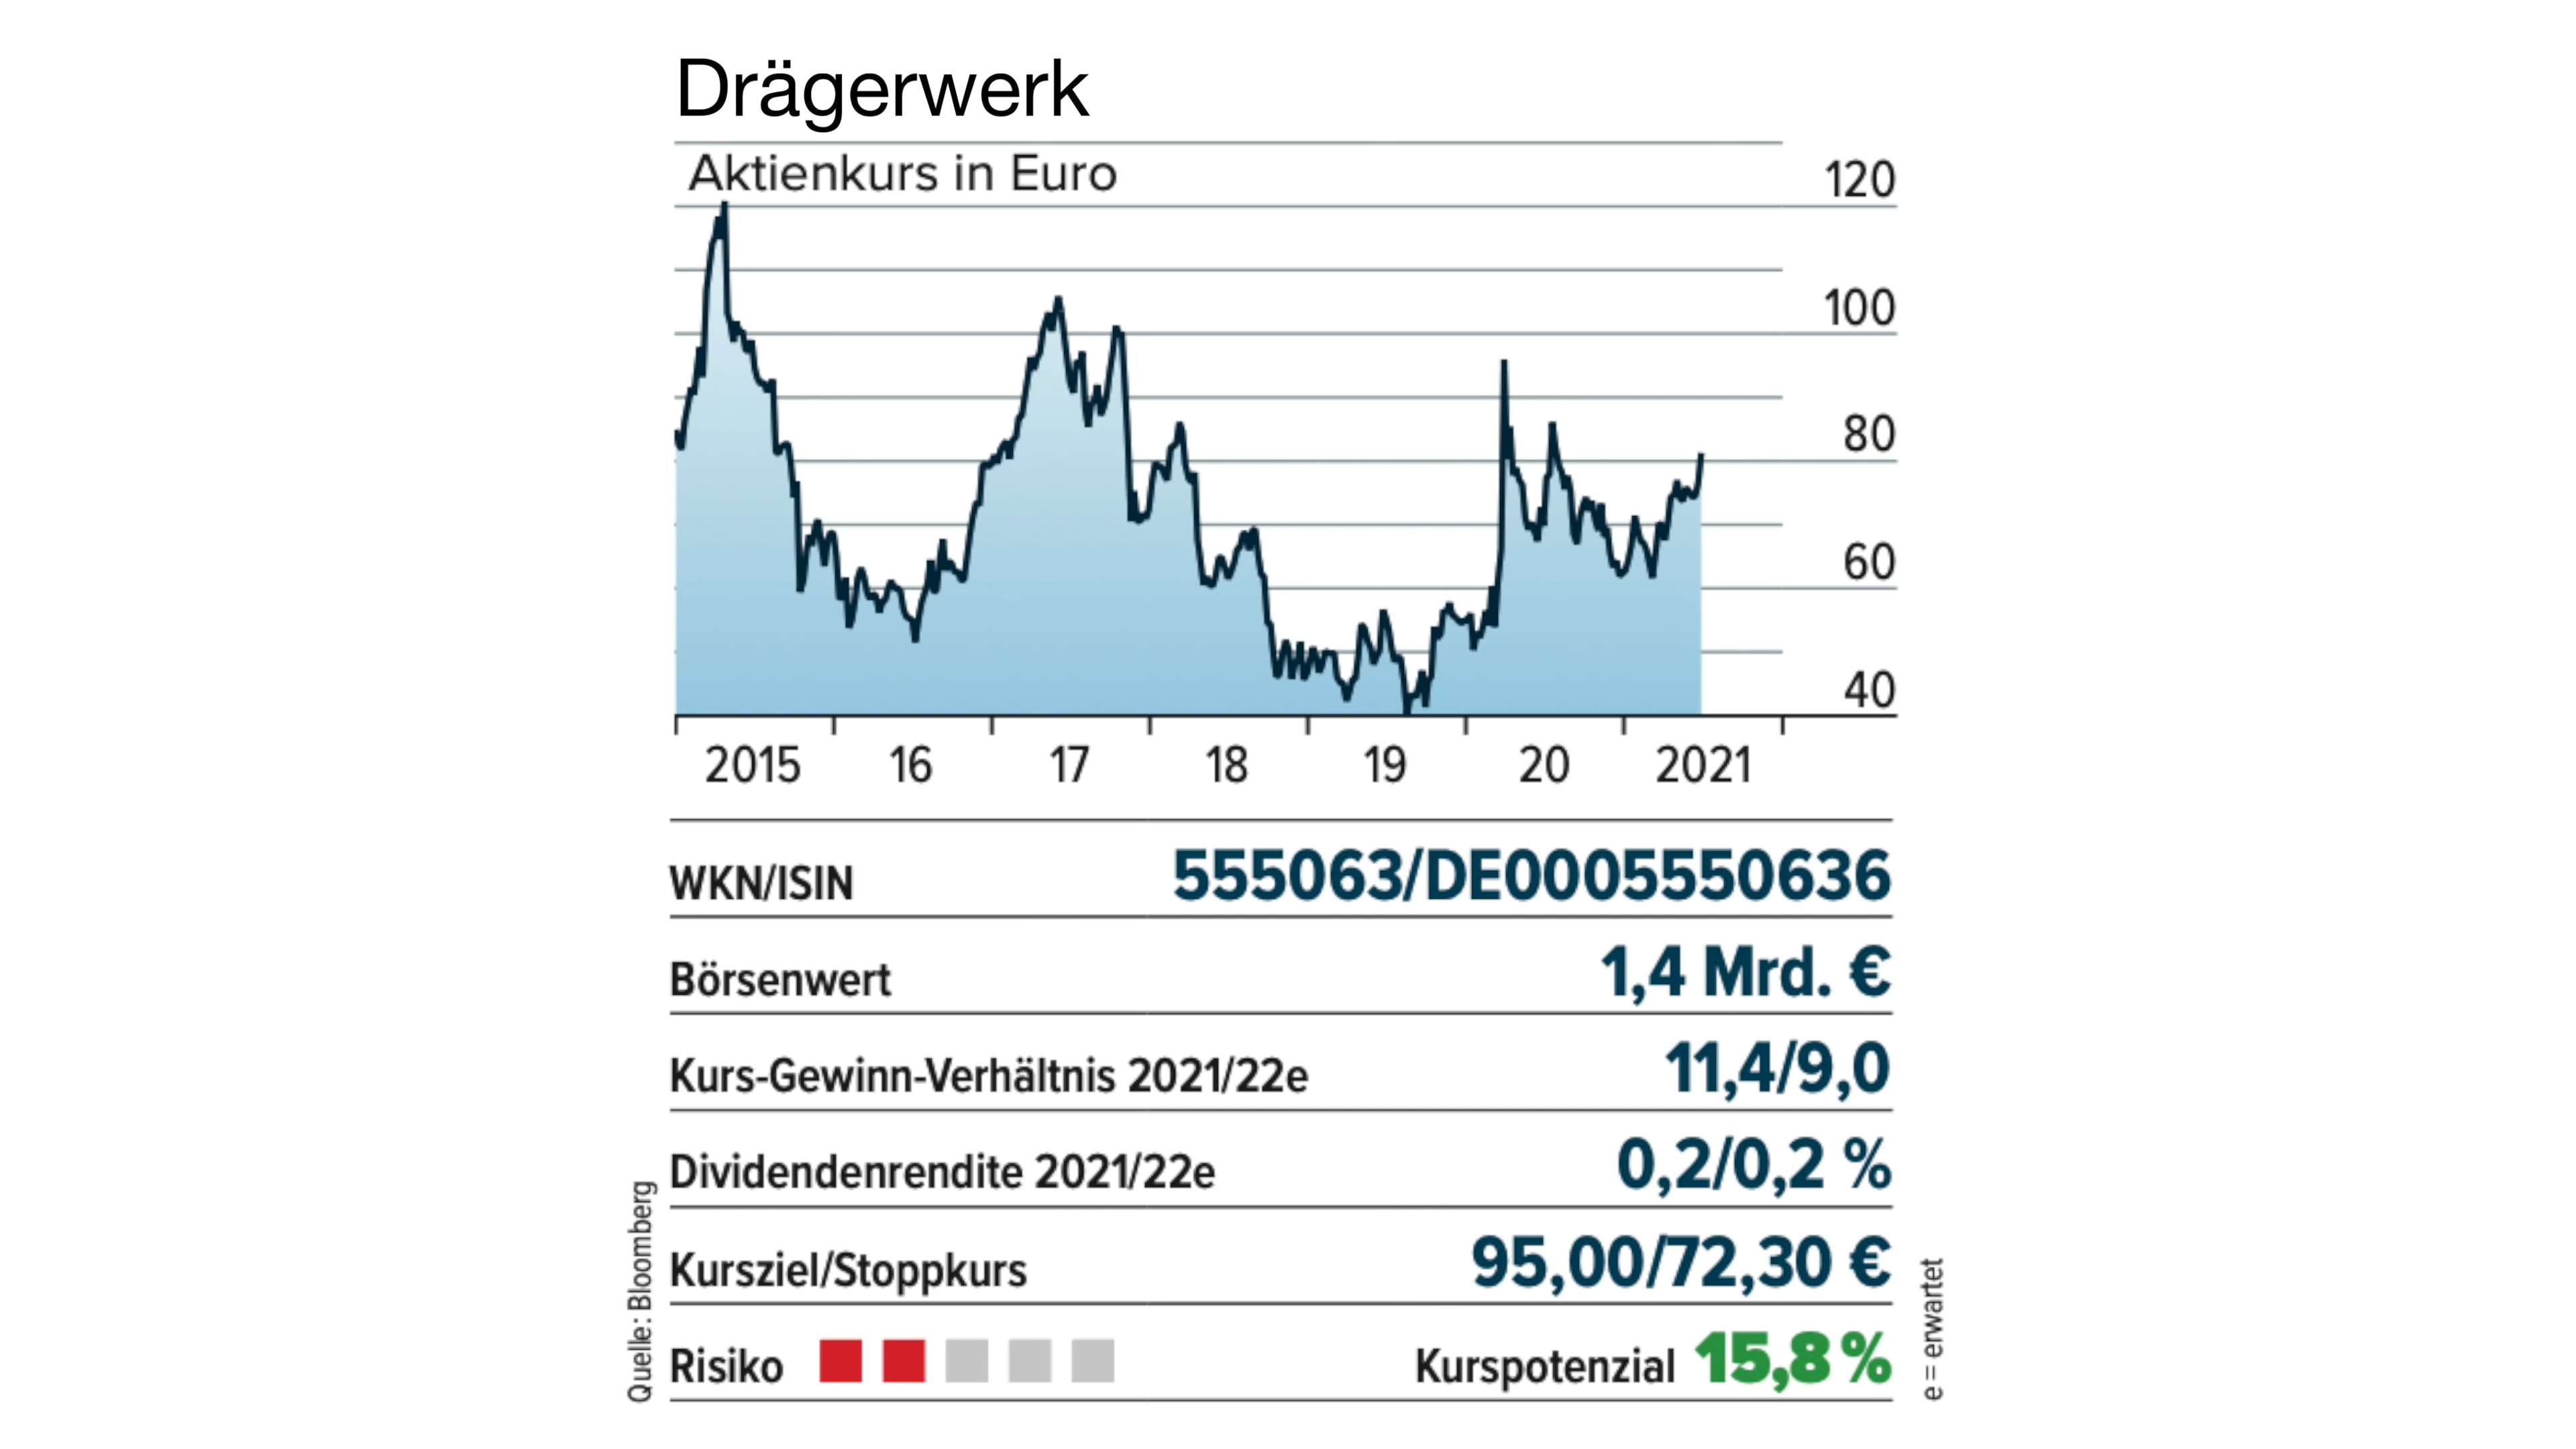 Drägerwerk
Aktienkurs in Euro
120
100
80
60
40
2015 16 17 18 19 20 2021
WKN/ISIN 555063/DE0005550636
Börsenwert 1,4 Mrd. €
Kurs-Gewinn-Verhältnis 2021/22e 11,4/9,0
Dividendenrendite 2021/22e 0,2/0,2 %
Kursziel/Stoppkurs 95,00/72,30 €
Risiko Kurspotenzial 15,8 %
Quelle: Bloomberg
e = erwartet